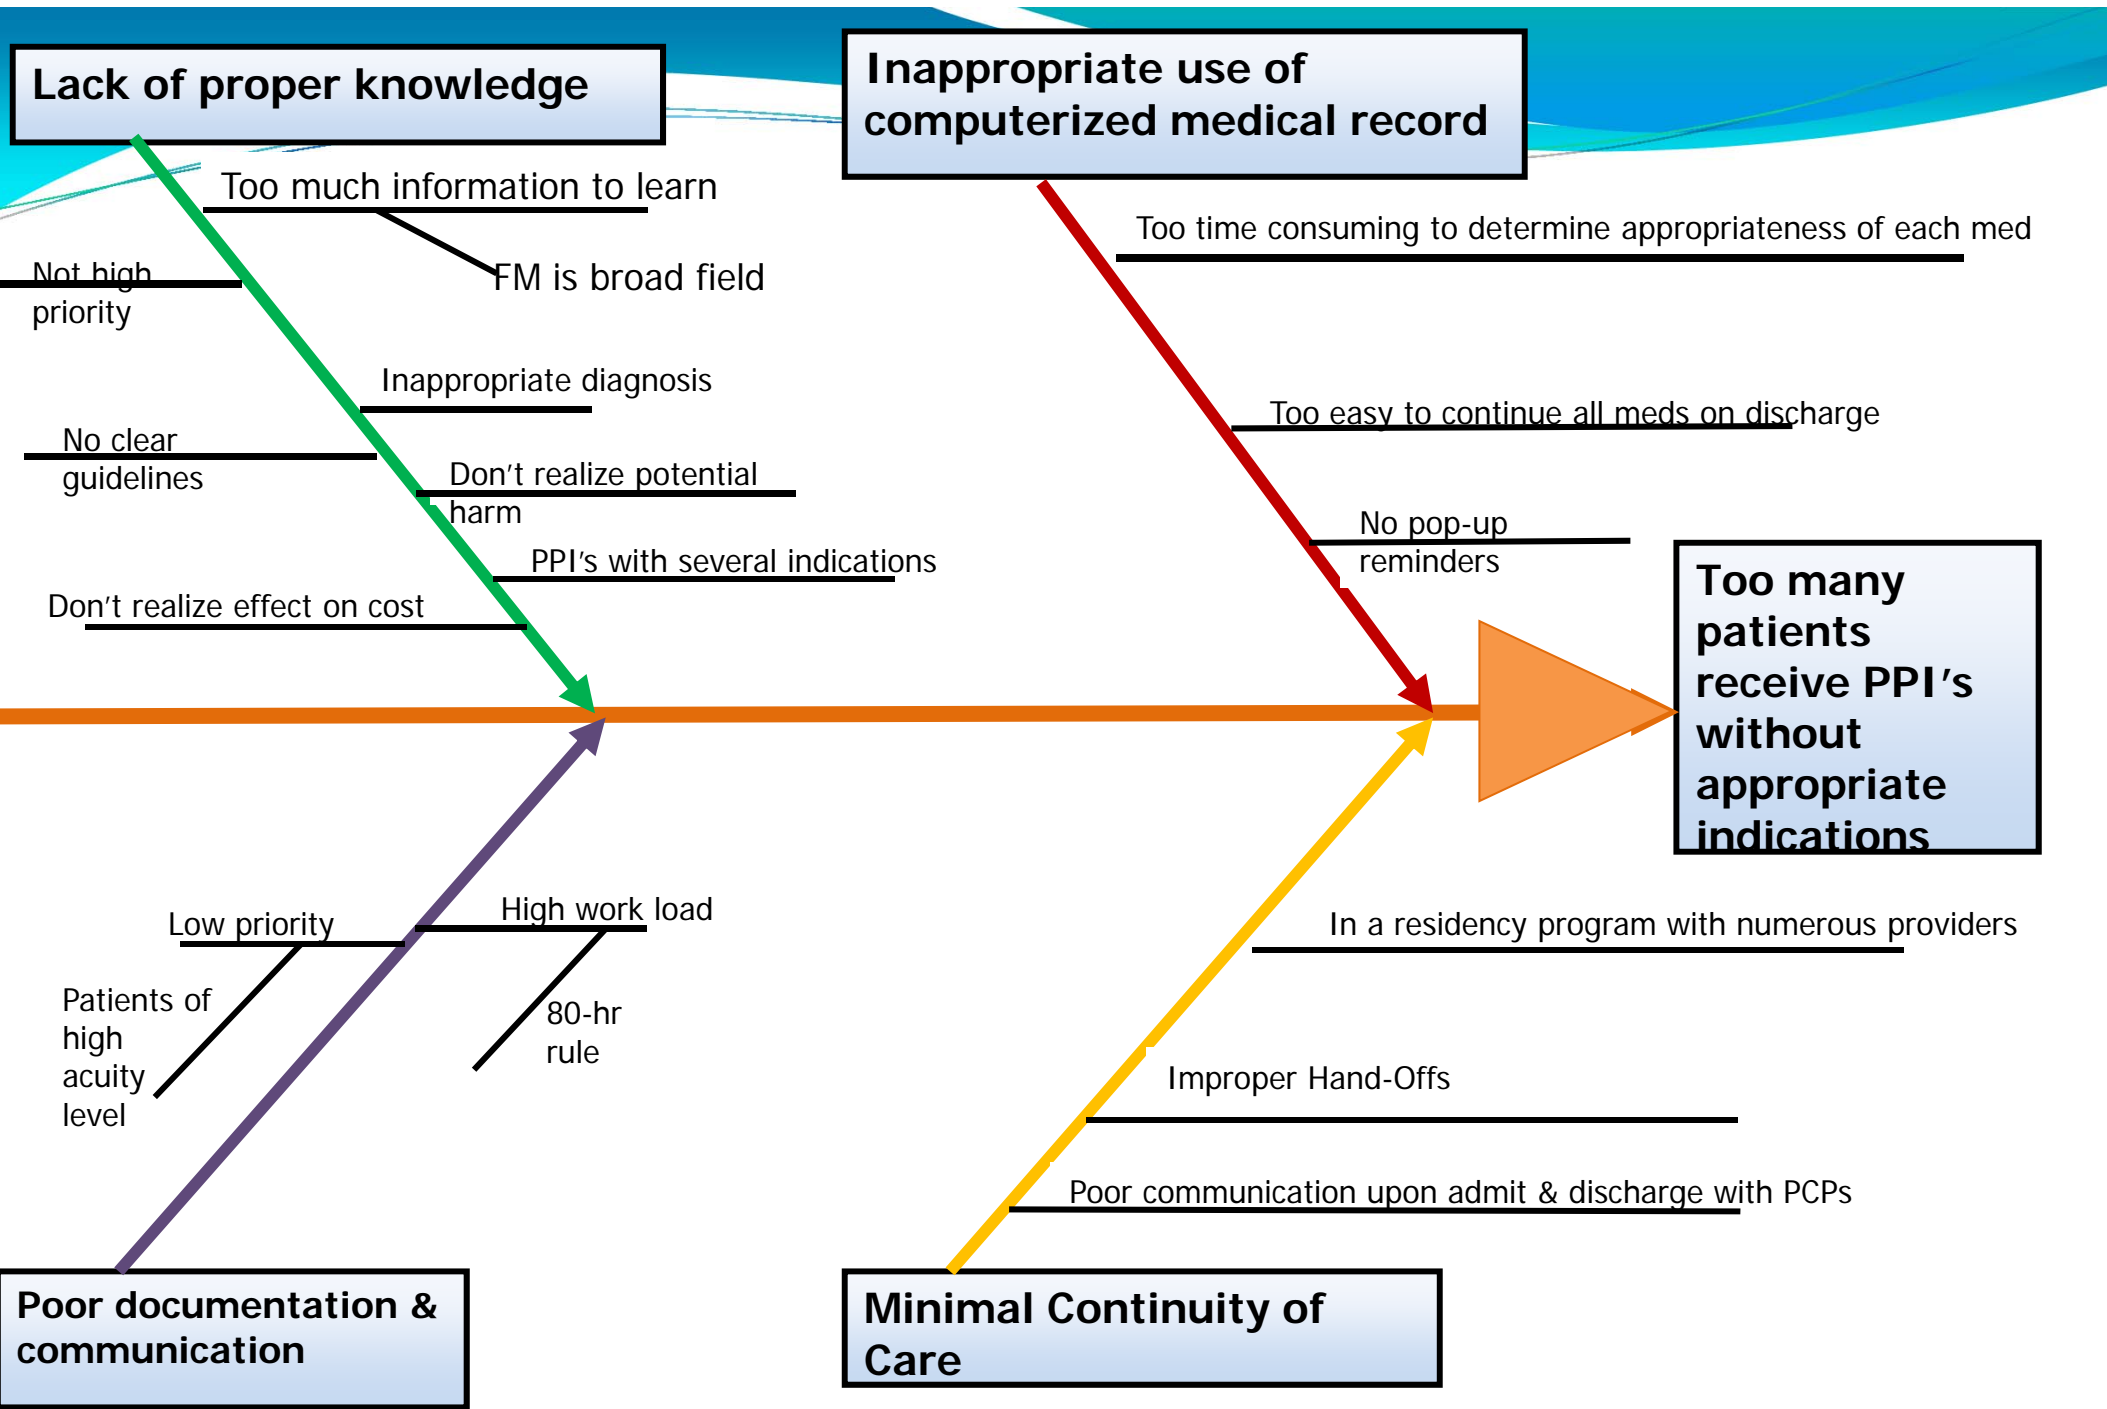 Lack of proper knowledge
Inappropriate use of
computerized medical record
Too much information to learn
FM is broad field
Not high
priority
Inappropriate diagnosis
No clear
guidelines
Don't realize potential
harm
PPI's with several indications
Don't realize effect on cost
Too time consuming to determine appropriateness of each med
Too easy to continue all meds on discharge
No pop-up
reminders
Too many
patients
receive PPI's
without
appropriate
indications
Low priority
Patients of
high
acuity
level
High work load
80-hr
rule
In a residency program with numerous providers
Improper Hand-Offs
Poor communication upon admit & discharge with PCPs
Poor documentation &
communication
Minimal Continuity of
Care